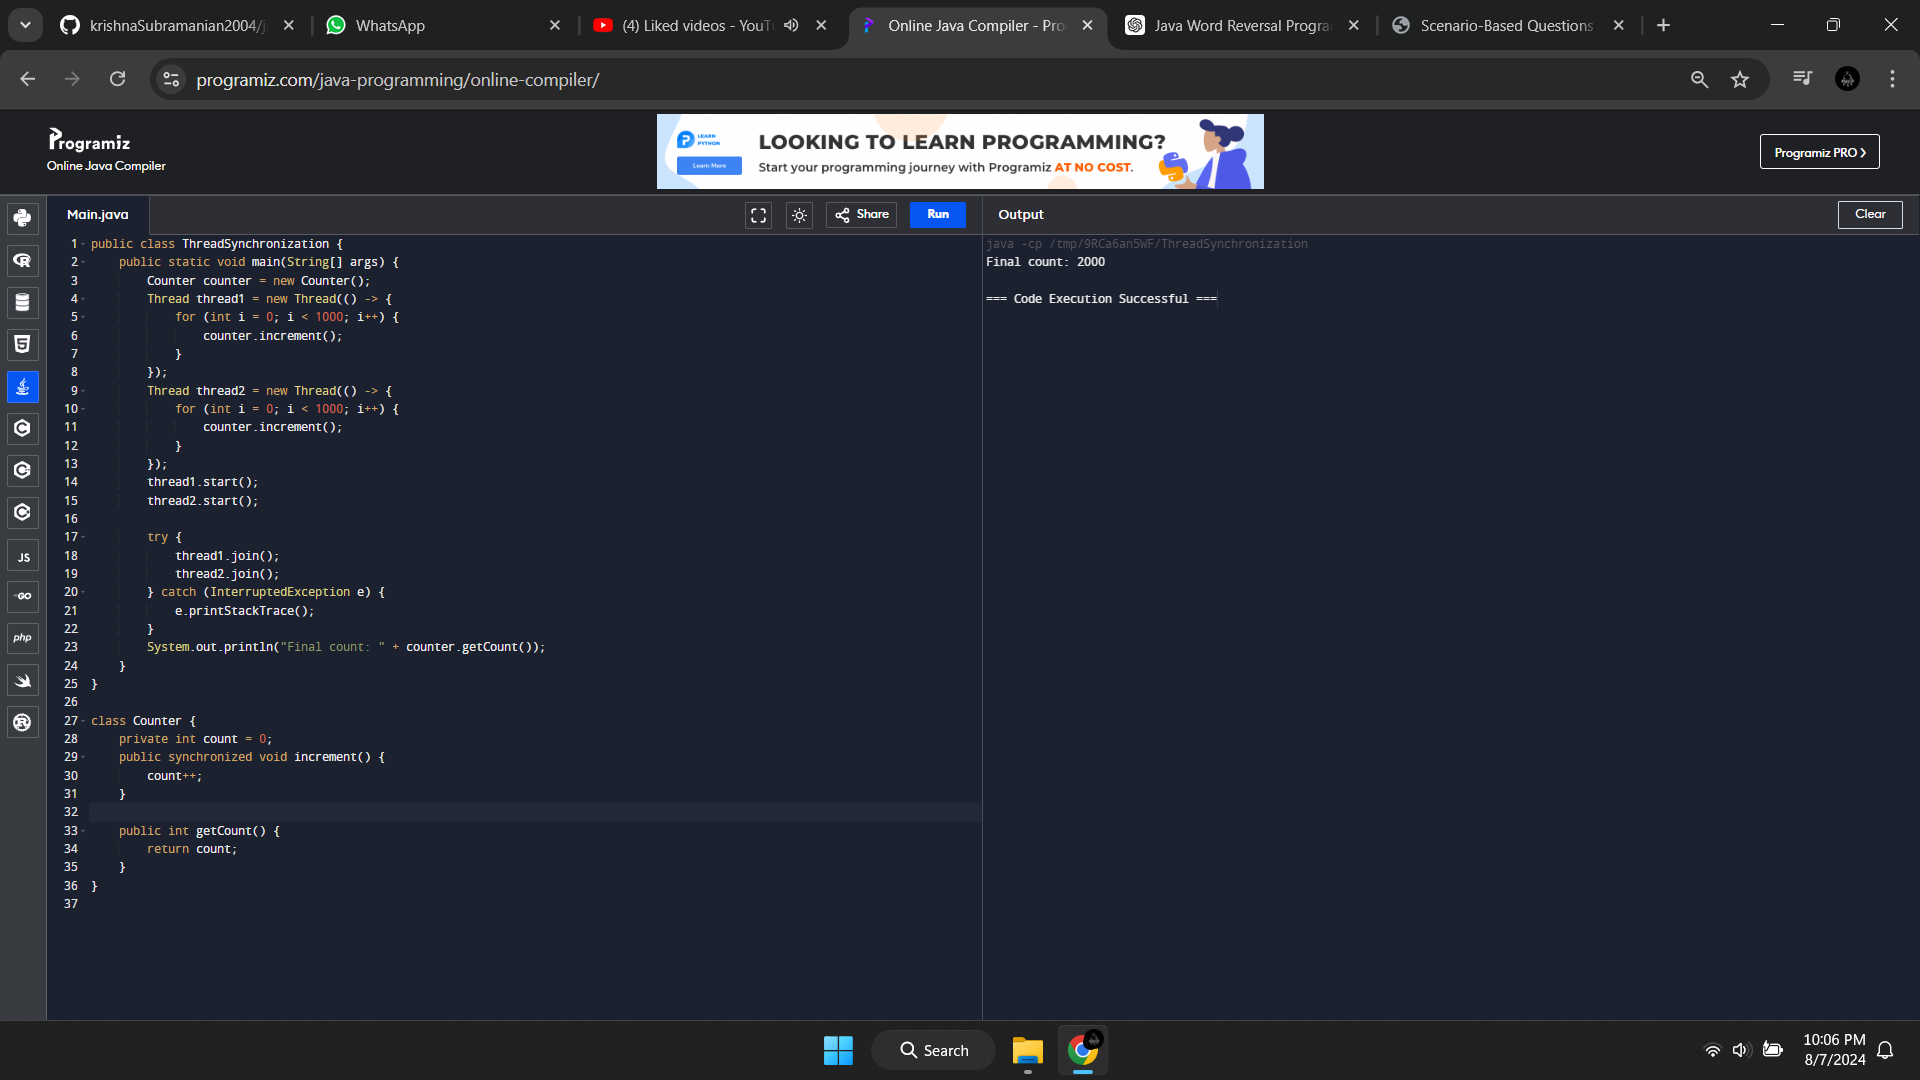 krishnaSubramanian2004/j
WhatsApp
(4) Liked videos - YouT
Online Java Compiler - Pro
Java Word Reversal Progra
Scenario-Based Questions
programiz.com/java-programming/online-compiler/
Programiz
Online Java Compiler
LEARN
PYTHON
Learn More
LOOKING TO LEARN PROGRAMMING?
Start your programming journey with Programiz AT NO COST.
Programiz PRO
Main.java
Share
Run
Output
Clear
1 public class ThreadSynchronization {
2     public static void main(String[] args) {
3         Counter counter = new Counter();
4         Thread thread1 = new Thread(() -> {
5             for (int i = 0; i < 1000; i++) {
6                 counter.increment();
7             }
8         });
9         Thread thread2 = new Thread(() -> {
10             for (int i = 0; i < 1000; i++) {
11                 counter.increment();
12             }
13         });
14         thread1.start();
15         thread2.start();
16
17         try {
18             thread1.join();
19             thread2.join();
20         } catch (InterruptedException e) {
21             e.printStackTrace();
22         }
23         System.out.println("Final count: " + counter.getCount());
24     }
25 }
26
27 class Counter {
28     private int count = 0;
29     public synchronized void increment() {
30         count++;
31     }
32
33     public int getCount() {
34         return count;
35     }
36 }
37
java -cp /tmp/9RCa6an5WF/ThreadSynchronization
Final count: 2000
=== Code Execution Successful ===
JS
GO
php
Search
10:06 PM
8/7/2024